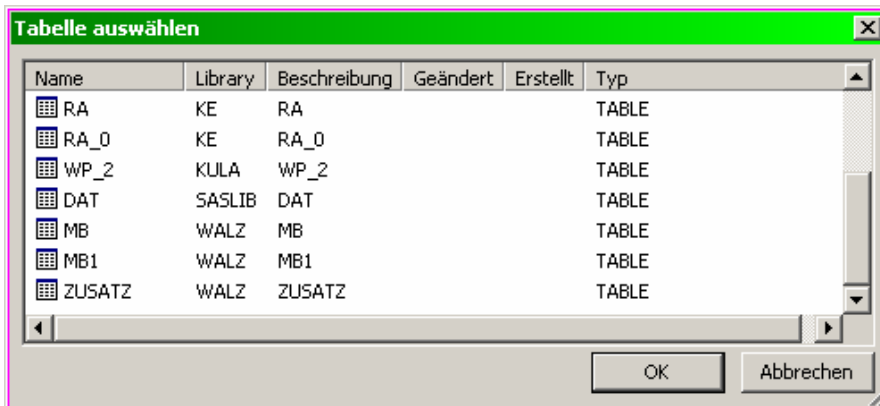 Tabelle auswählen
Name Library Beschreibung Geändert Erstellt Typ
RA KE RA TABLE
RA_0 KE RA_0 TABLE
WP_2 KULA WP_2 TABLE
DAT SASLIB DAT TABLE
MB WALZ MB TABLE
MB1 WALZ MB1 TABLE
ZUSATZ WALZ ZUSATZ TABLE
OK Abbrechen